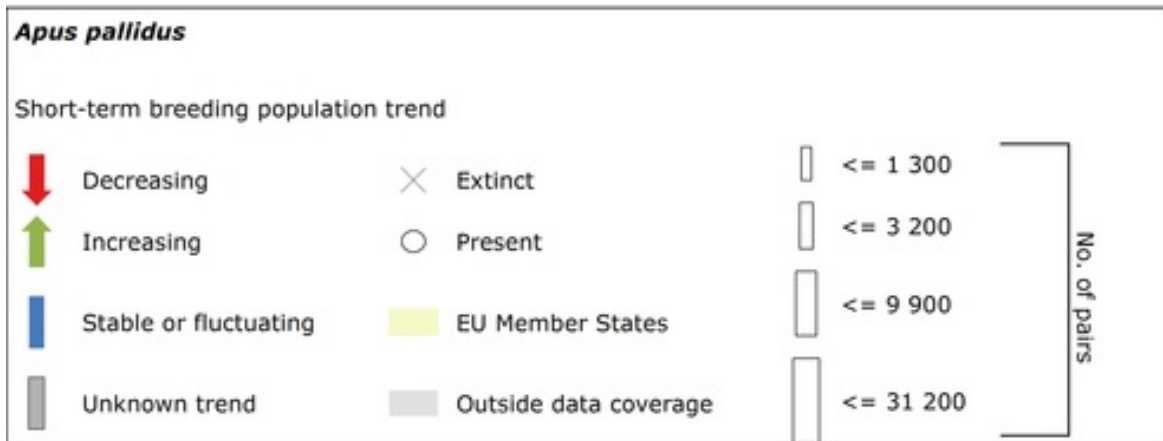 Apus pallidus
Short-term breeding population trend
Decreasing
Increasing
Stable or fluctuating
Unknown trend
Extinct
Present
EU Member States
Outside data coverage
<= 1 300
<= 3 200
<= 9 900
<= 31 200
No. of pairs